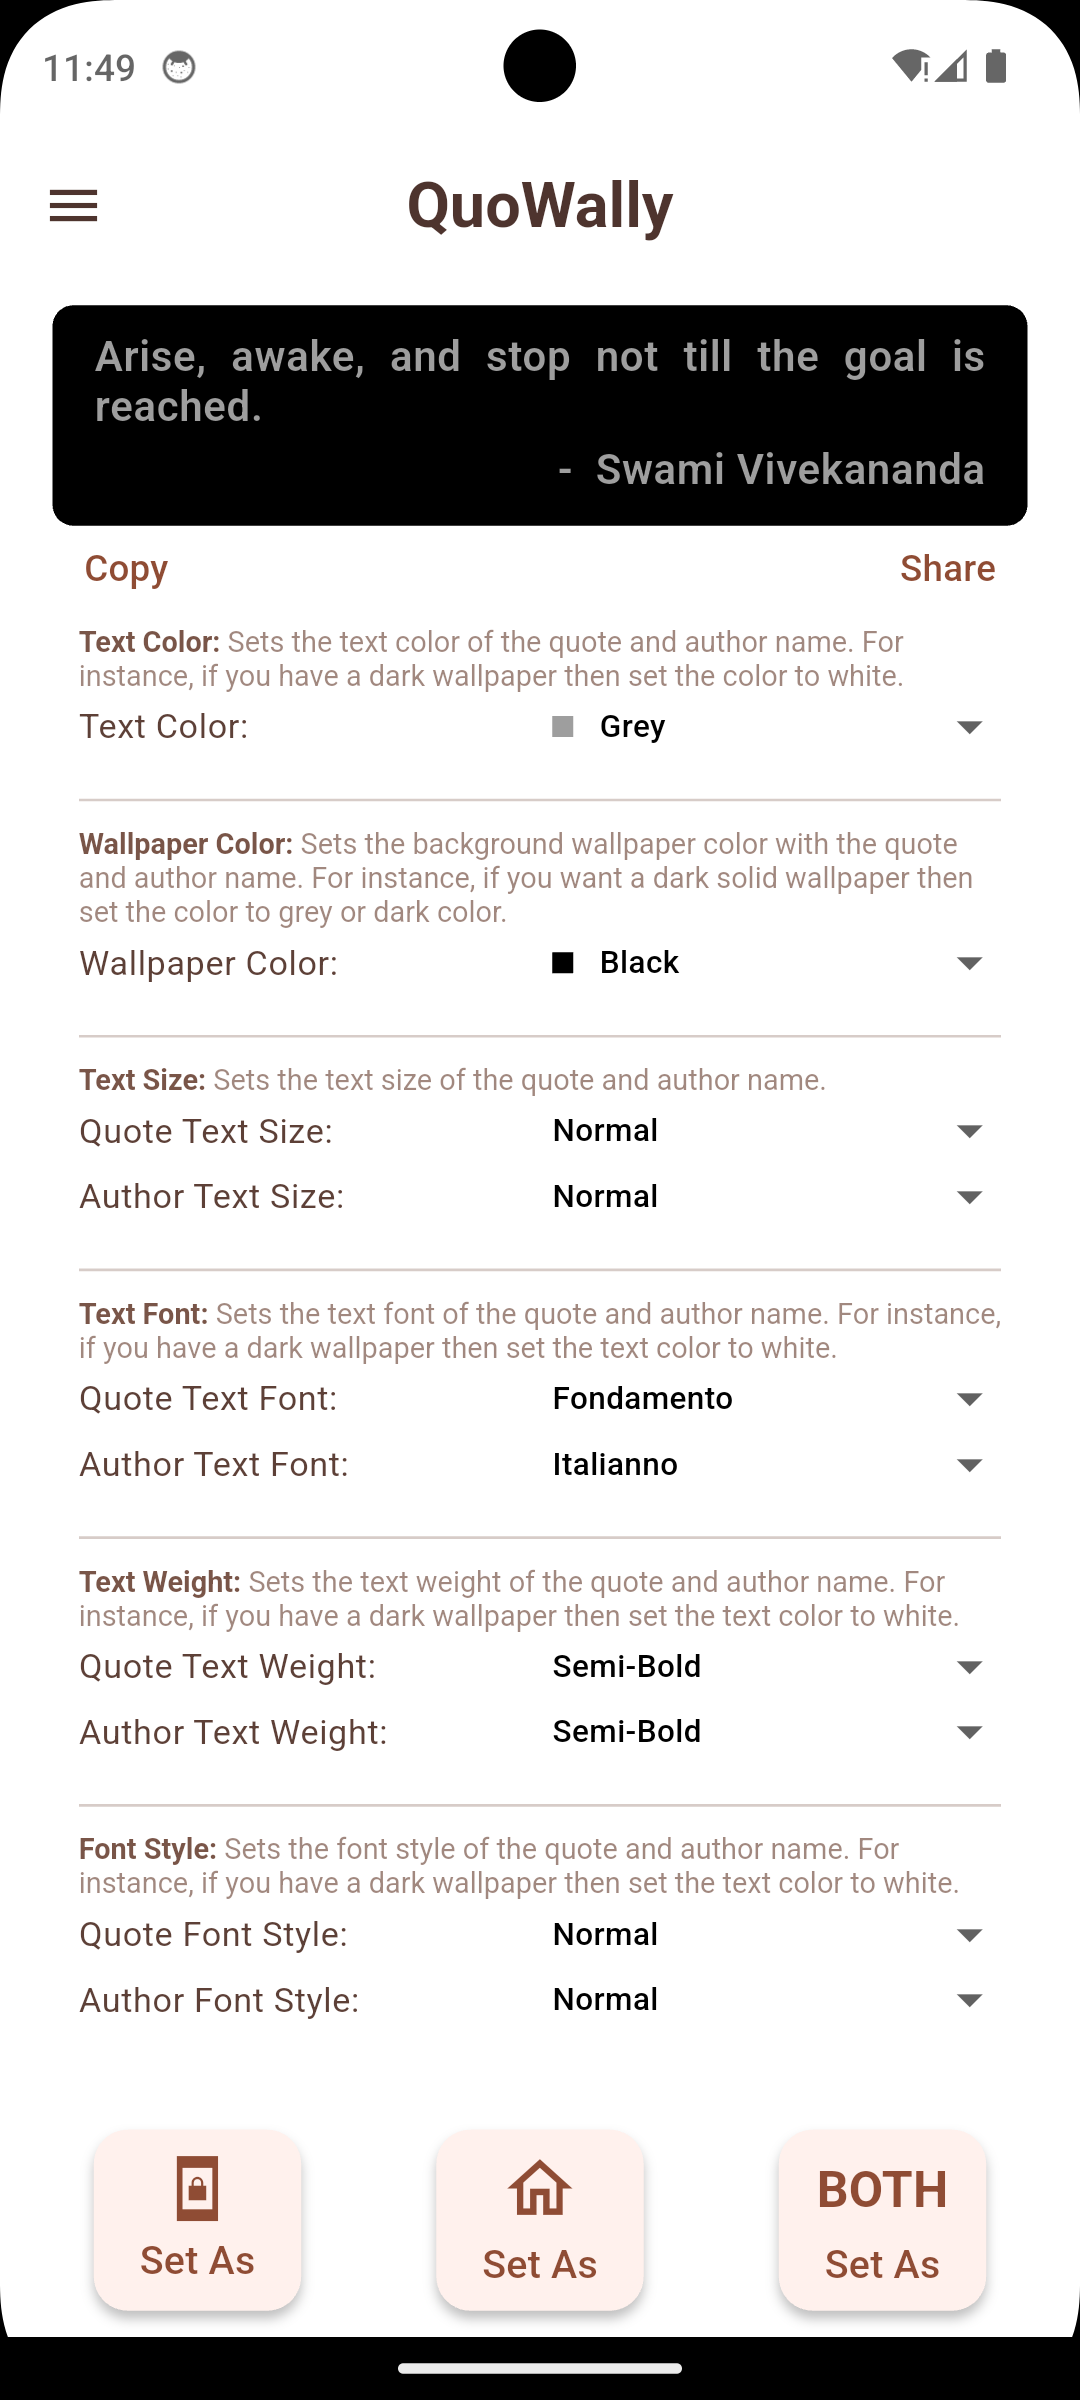 11:49
QuoWally
Arise, awake, and stop not till the goal is
reached.
- Swami Vivekananda
Copy
Share
Text Color: Sets the text color of the quote and author name. For
instance, if you have a dark wallpaper then set the color to white.
Text Color: Grey
Wallpaper Color: Sets the background wallpaper color with the quote
and author name. For instance, if you want a dark solid wallpaper then
set the color to grey or dark color.
Wallpaper Color: Black
Text Size: Sets the text size of the quote and author name.
Quote Text Size: Normal
Author Text Size: Normal
Text Font: Sets the text font of the quote and author name. For instance,
if you have a dark wallpaper then set the text color to white.
Quote Text Font: Fondamento
Author Text Font: Italianno
Text Weight: Sets the text weight of the quote and author name. For
instance, if you have a dark wallpaper then set the text color to white.
Quote Text Weight: Semi-Bold
Author Text Weight: Semi-Bold
Font Style: Sets the font style of the quote and author name. For
instance, if you have a dark wallpaper then set the text color to white.
Quote Font Style: Normal
Author Font Style: Normal
BOTH
Set As
Set As
Set As